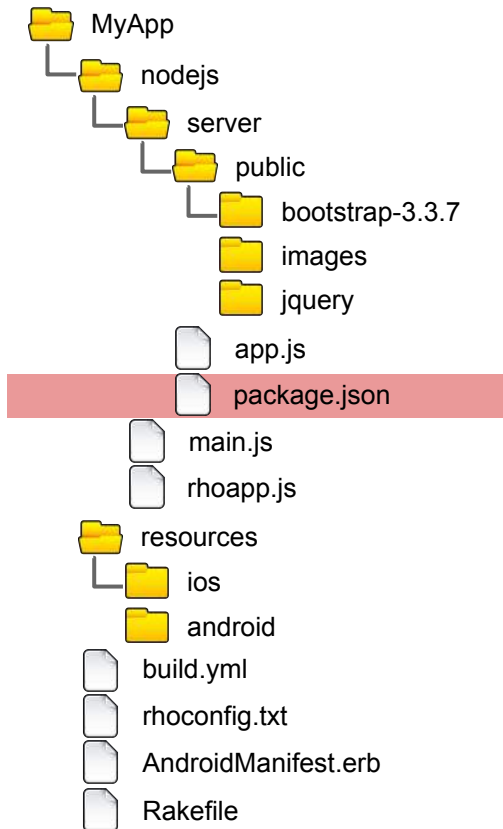 MyApp
nodejs
server
public
bootstrap-3.3.7
images
jquery
app.js
package.json
main.js
rhoapp.js
resources
ios
android
build.yml
rhoconfig.txt
AndroidManifest.erb
Rakefile